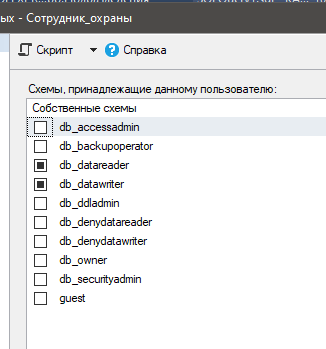 ых - Сотрудник_охраны
Скрипт
Справка
Схемы, принадлежащие данному пользователю:
Собственные схемы
db_accessadmin
db_backupoperator
db_datareader
db_datawriter
db_ddladmin
db_denydatareader
db_denydatawriter
db_owner
db_securityadmin
guest